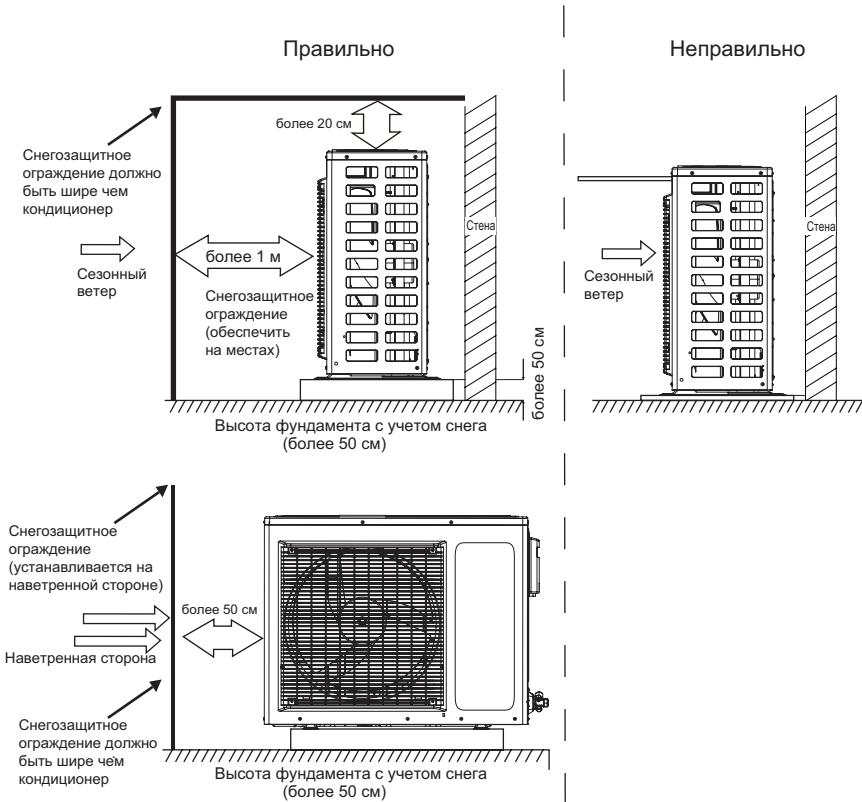 Правильно
Неправильно
более 20 см
Снегозащитное
ограждение должно
быть шире чем
кондиционер
Стена
Сезонный
ветер
более 1 м
Снегозащитное
ограждение
(обеспечить
на местах)
более 50 см
Высота фундамента с учетом снега
(более 50 см)
Стена
Сезонный
ветер
Снегозащитное
ограждение
(устанавливается на
наветренной стороне)
более 50 см
Наветренная сторона
Снегозащитное
ограждение должно
быть шире чем
кондиционер
Высота фундамента с учетом снега
(более 50 см)